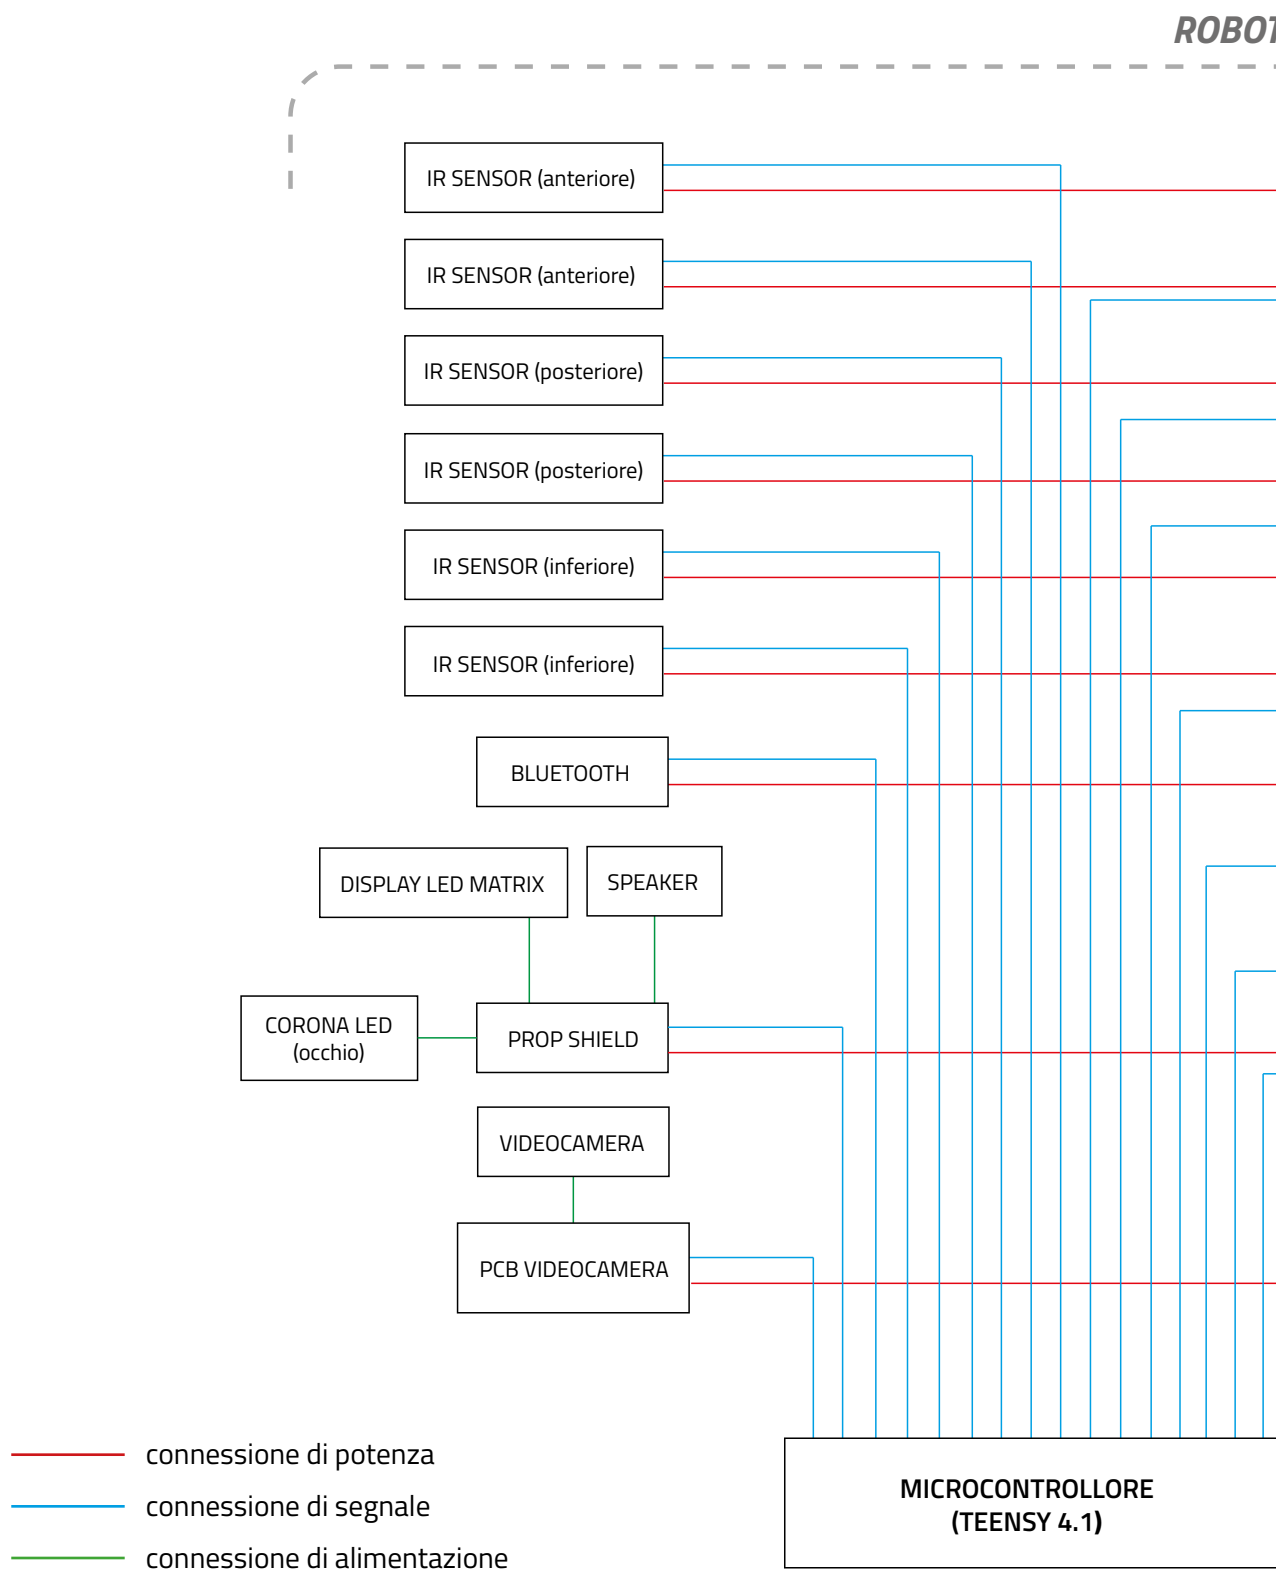 ROBOT
IR SENSOR (anteriore)
IR SENSOR (anteriore)
IR SENSOR (posteriore)
IR SENSOR (posteriore)
IR SENSOR (inferiore)
IR SENSOR (inferiore)
BLUETOOTH
DISPLAY LED MATRIX
SPEAKER
CORONA LED
(occhio)
PROP SHIELD
VIDEOCAMERA
PCB VIDEOCAMERA
connessione di potenza
connessione di segnale
connessione di alimentazione
MICROCONTROLLORE
(TEENSY 4.1)